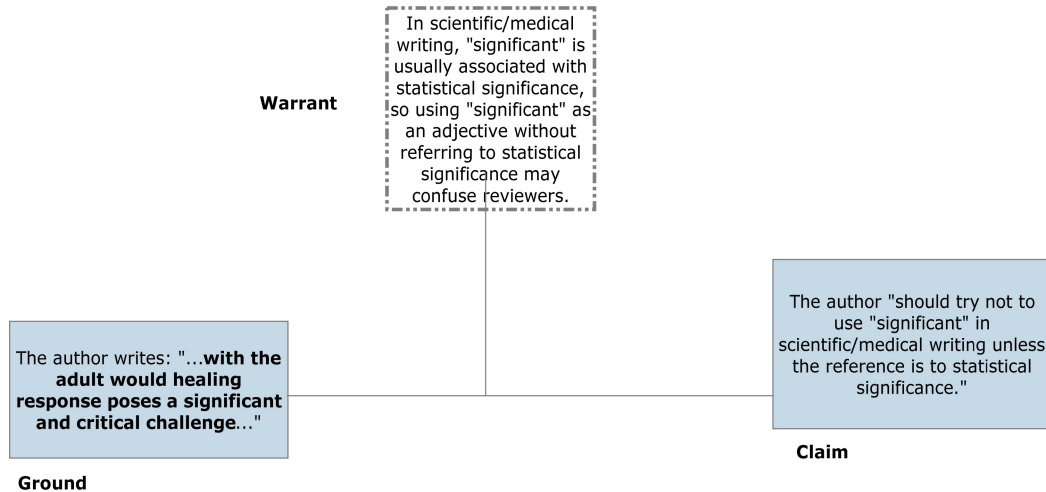 In scientific/medical
writing, "significant" is
usually associated with
statistical significance,
so using "significant" as
an adjective without
referring to statistical
significance may
confuse reviewers.
Warrant
The author "should try not to
use "significant" in
scientific/medical writing unless
the reference is to statistical
significance."
The author writes: "...with the
adult would healing
response poses a significant
and critical challenge..."
Claim
Ground